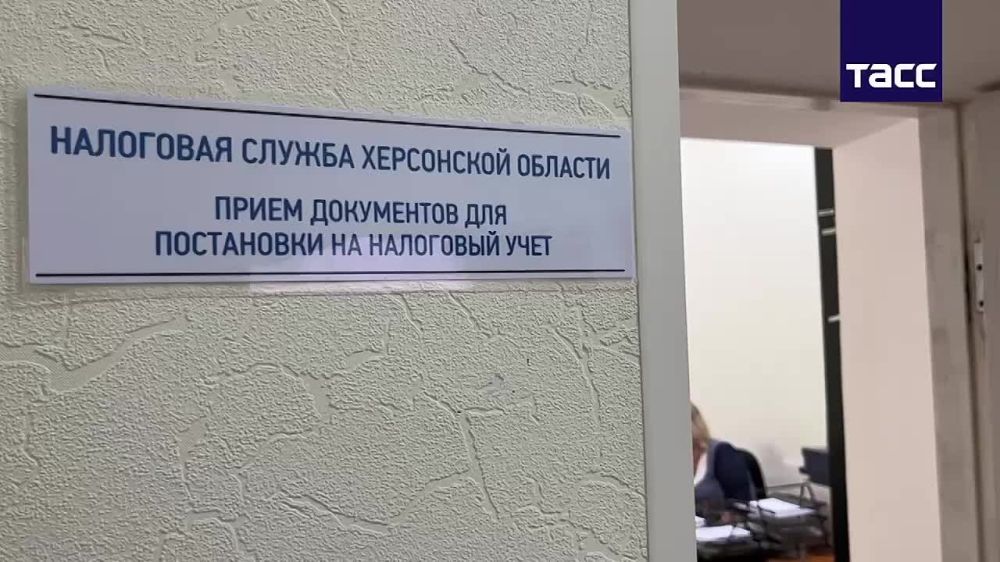 ТАСС
НАЛОГОВАЯ СЛУЖБА ХЕРСОНСКОЙ ОБЛАСТИ
ПРИЕМ ДОКУМЕНТОВ ДЛЯ
ПОСТАНОВКИ НА НАЛОГОВЫЙ УЧЕТ